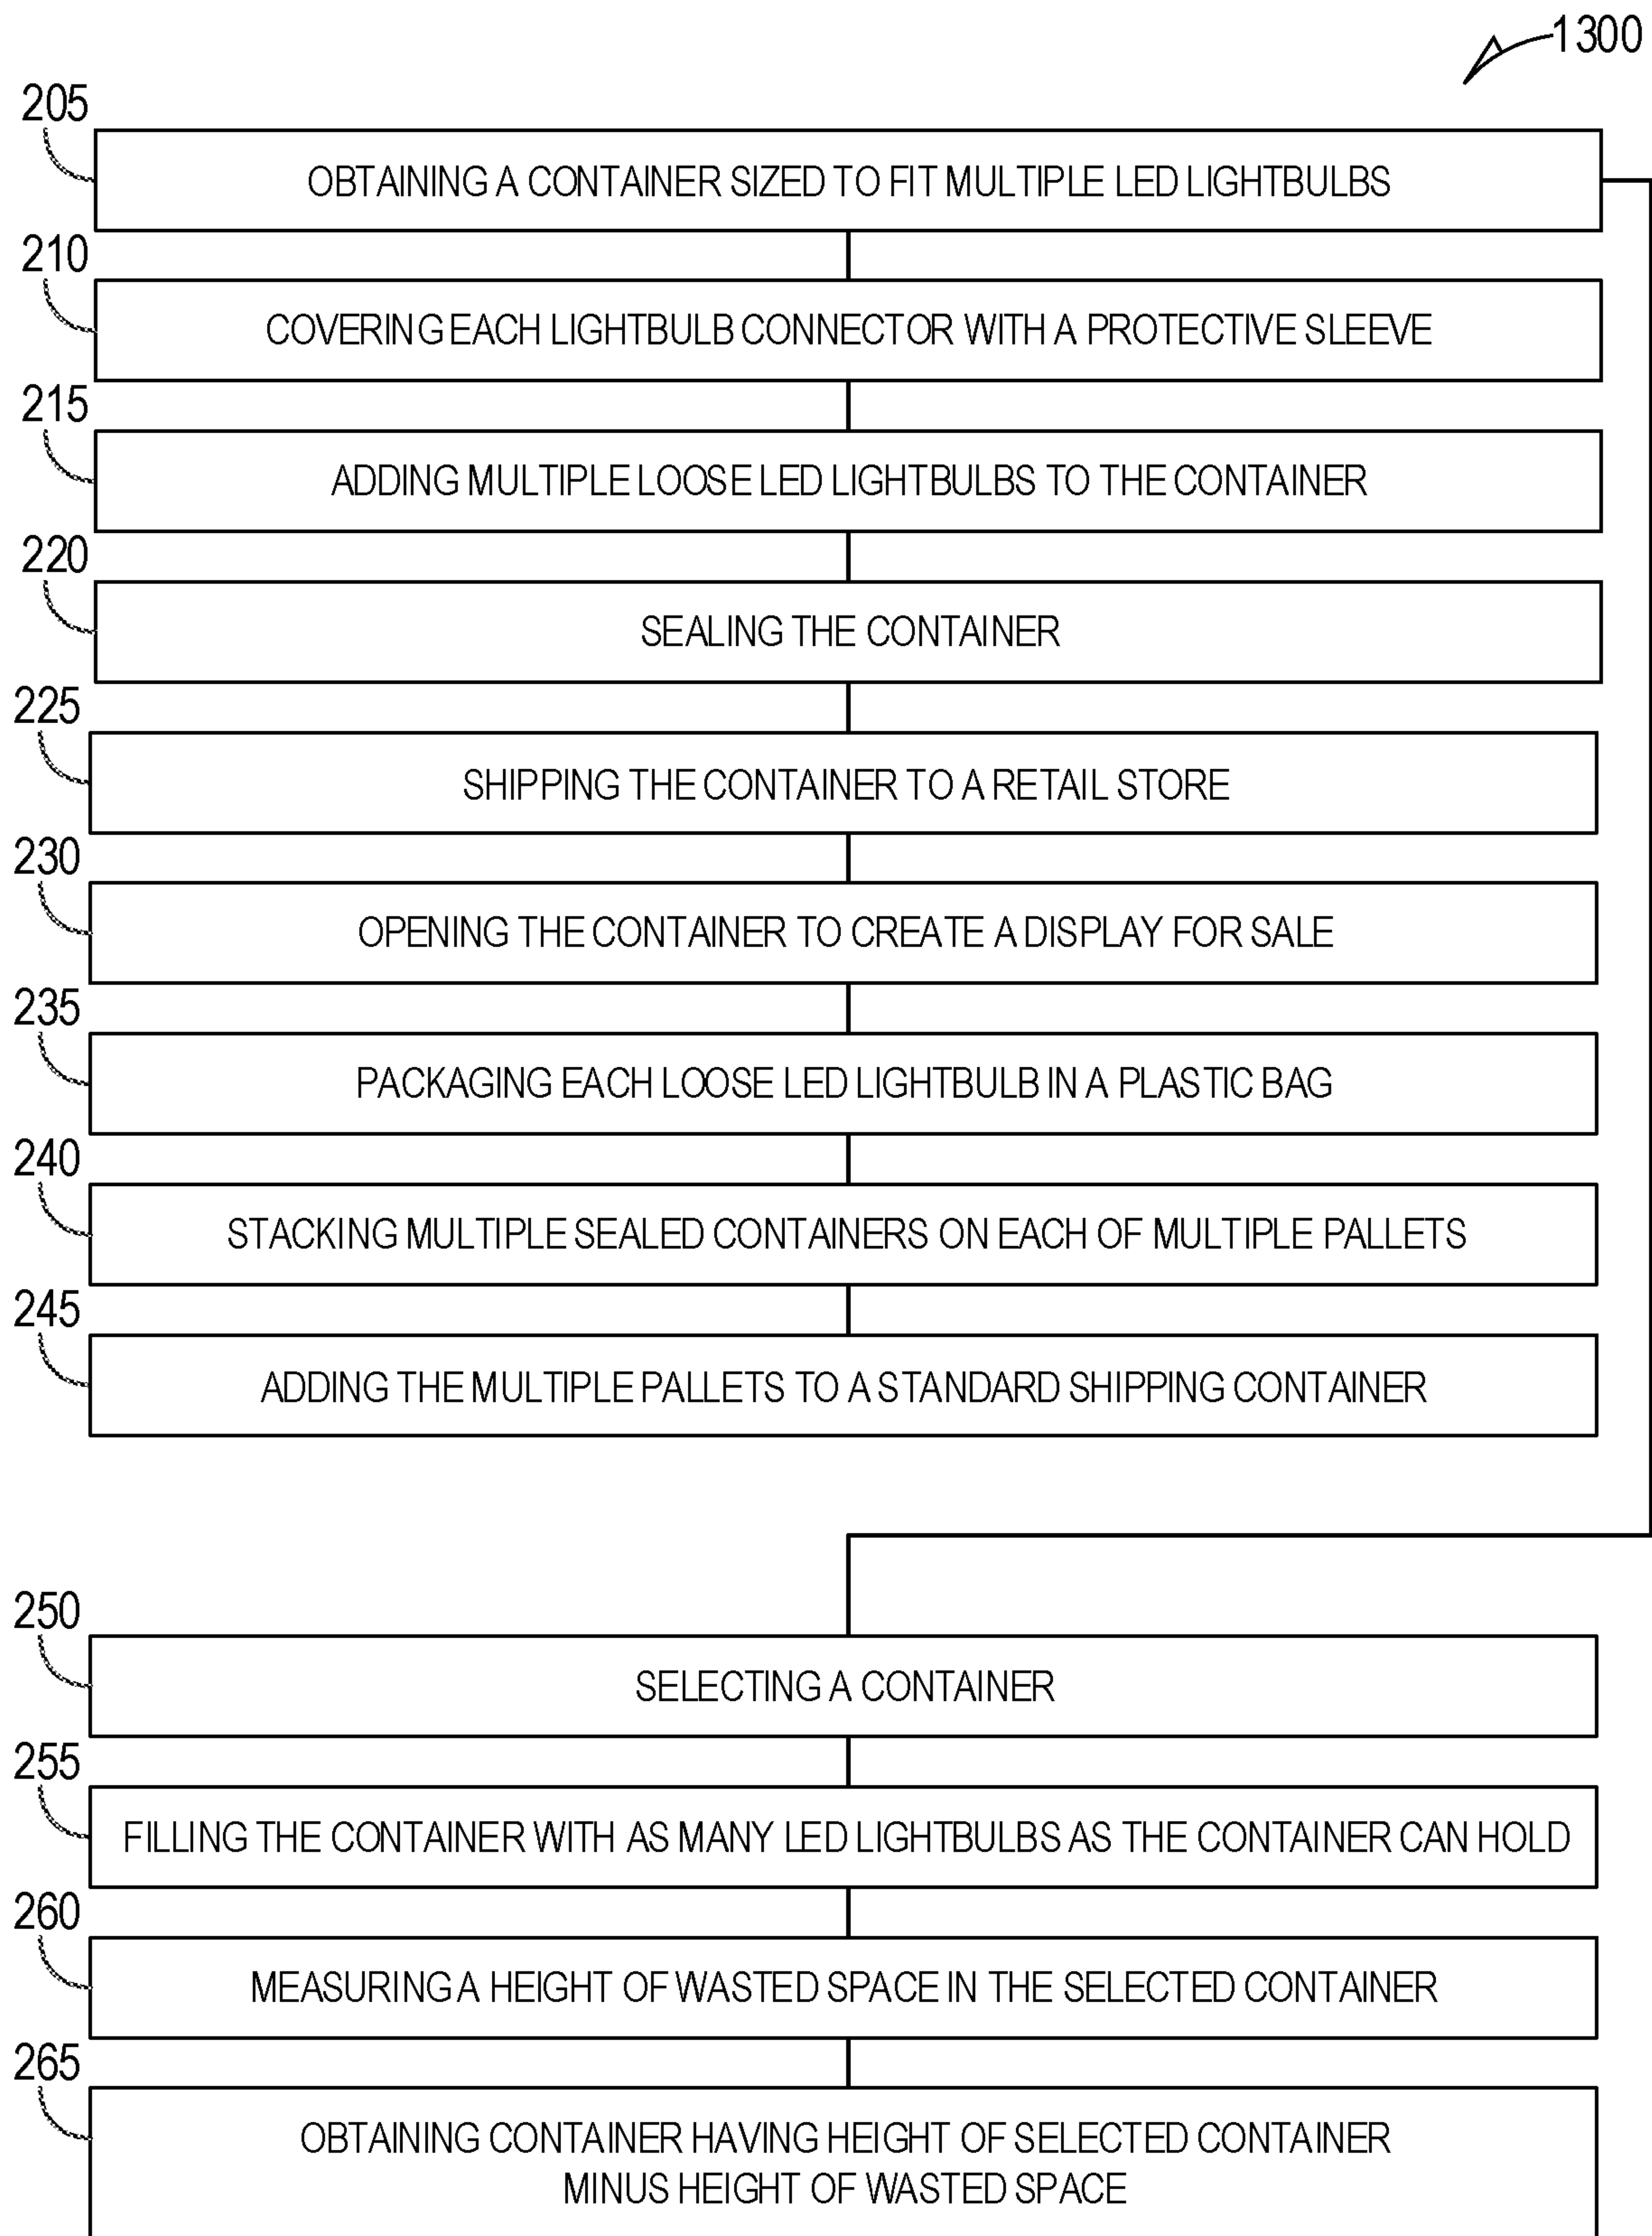 1300
205
OBTAINING A CONTAINER SIZED TO FIT MULTIPLE LED LIGHTBULBS
210
COVERING EACH LIGHTBULB CONNECTOR WITH A PROTECTIVE SLEEVE
215
ADDING MULTIPLE LOOSE LED LIGHTBULBS TO THE CONTAINER
220
SEALING THE CONTAINER
225
SHIPPING THE CONTAINER TO A RETAIL STORE
230
OPENING THE CONTAINER TO CREATE A DISPLAY FOR SALE
235
PACKAGING EACH LOOSE LED LIGHTBULB IN A PLASTIC BAG
240
STACKING MULTIPLE SEALED CONTAINERS ON EACH OF MULTIPLE PALLETS
245
ADDING THE MULTIPLE PALLETS TO A STANDARD SHIPPING CONTAINER
250
SELECTING A CONTAINER
255
FILLING THE CONTAINER WITH AS MANY LED LIGHTBULBS AS THE CONTAINER CAN HOLD
260
MEASURING A HEIGHT OF WASTED SPACE IN THE SELECTED CONTAINER
265
OBTAINING CONTAINER HAVING HEIGHT OF SELECTED CONTAINER
MINUS HEIGHT OF WASTED SPACE